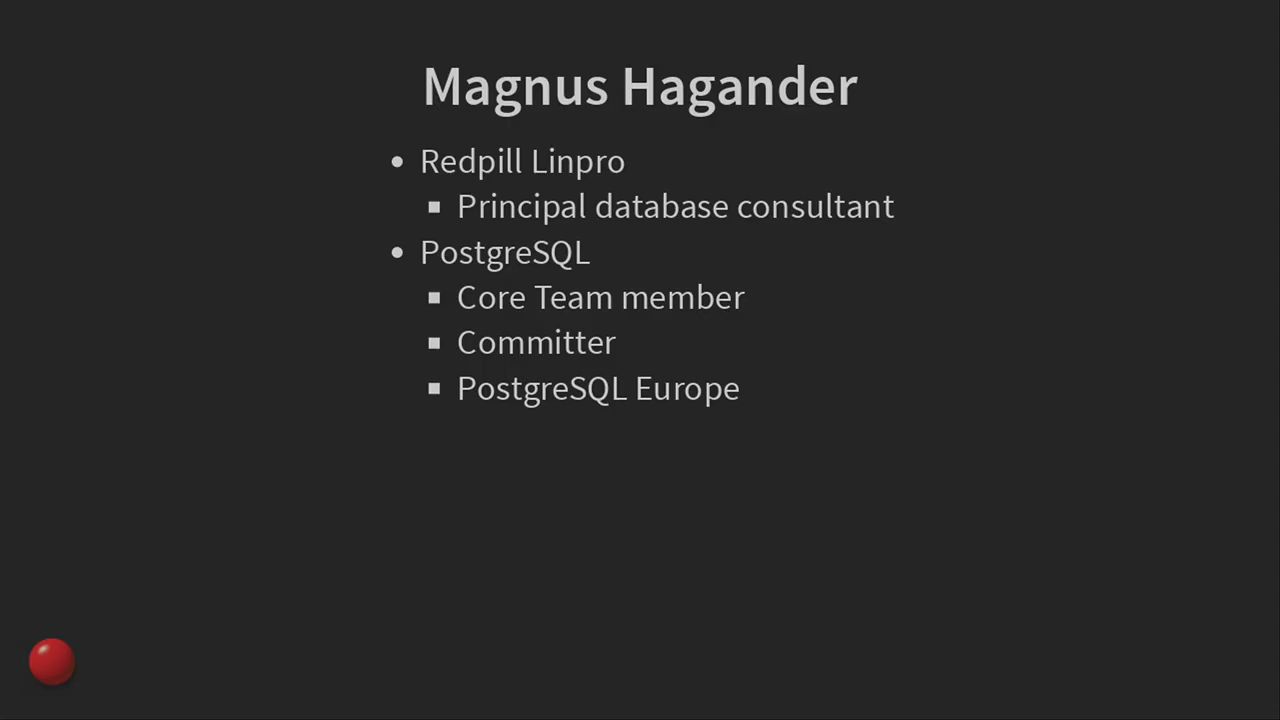 Magnus Hagander
• Redpill Linpro
▪ Principal database consultant
• PostgreSQL
▪ Core Team member
▪ Committer
▪ PostgreSQL Europe